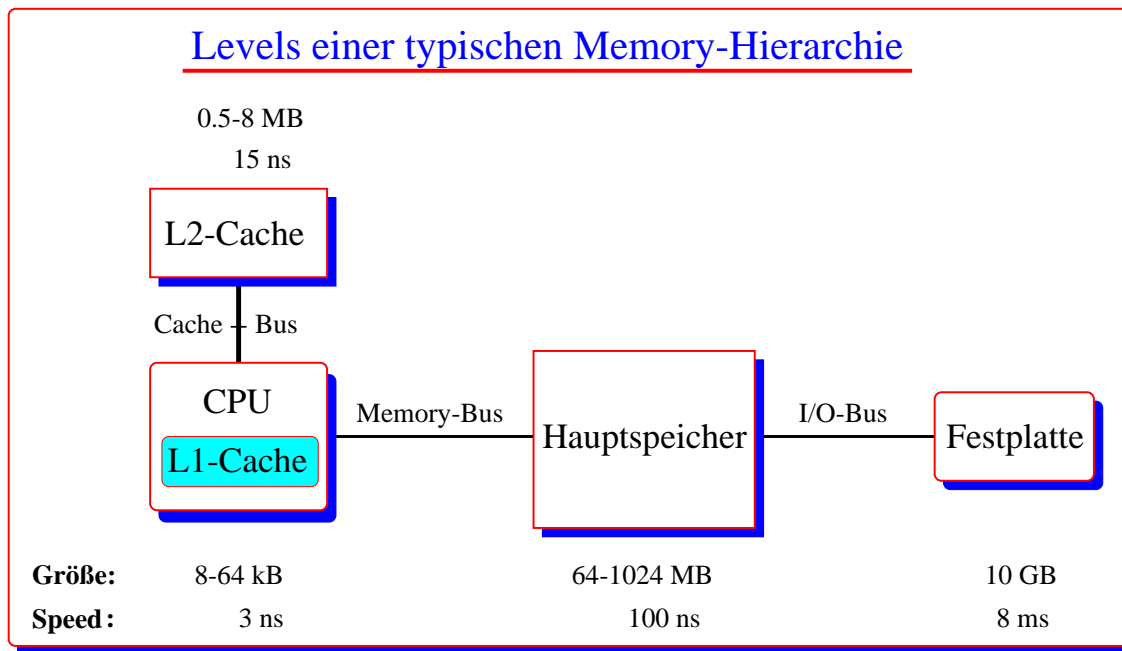 Levels einer typischen Memory-Hierarchie
0.5-8 MB
15 ns
L2-Cache
Cache – Bus
CPU
L1-Cache
Memory-Bus
Hauptspeicher
I/O-Bus
Festplatte
Größe: 8-64 kB 64-1024 MB 10 GB
Speed: 3 ns 100 ns 8 ms